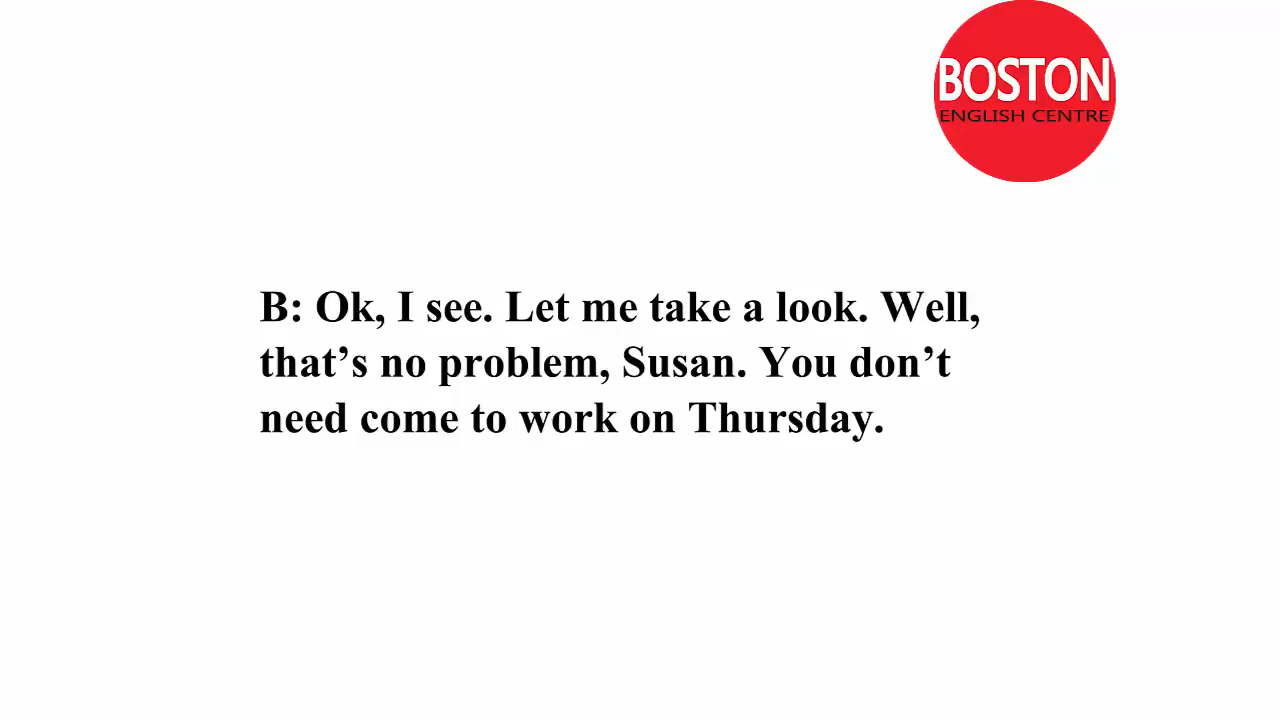 BOSTON
ENGLISH CENTRE
B: Ok, I see. Let me take a look. Well,
that’s no problem, Susan. You don’t
need come to work on Thursday.